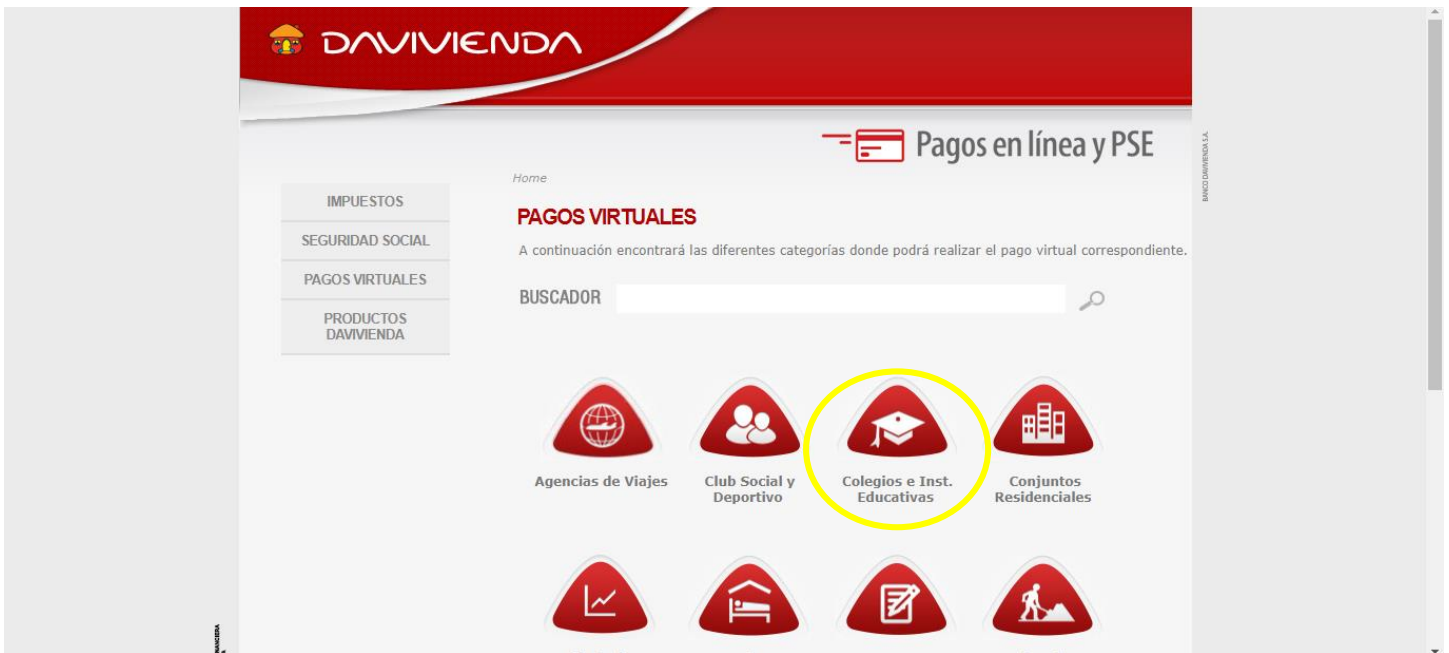 DAVIVIENDA
Pagos en línea y PSE
BANCO DAVIVIENDA S.A.
Home
IMPUESTOS
SEGURIDAD SOCIAL
PAGOS VIRTUALES
PRODUCTOS
DAVIVIENDA
PAGOS VIRTUALES
A continuación encontrará las diferentes categorías donde podrá realizar el pago virtual correspondiente.
BUSCADOR
Agencias de Viajes
Club Social y
Deportivo
Colegios e Inst.
Educativas
Conjuntos
Residenciales